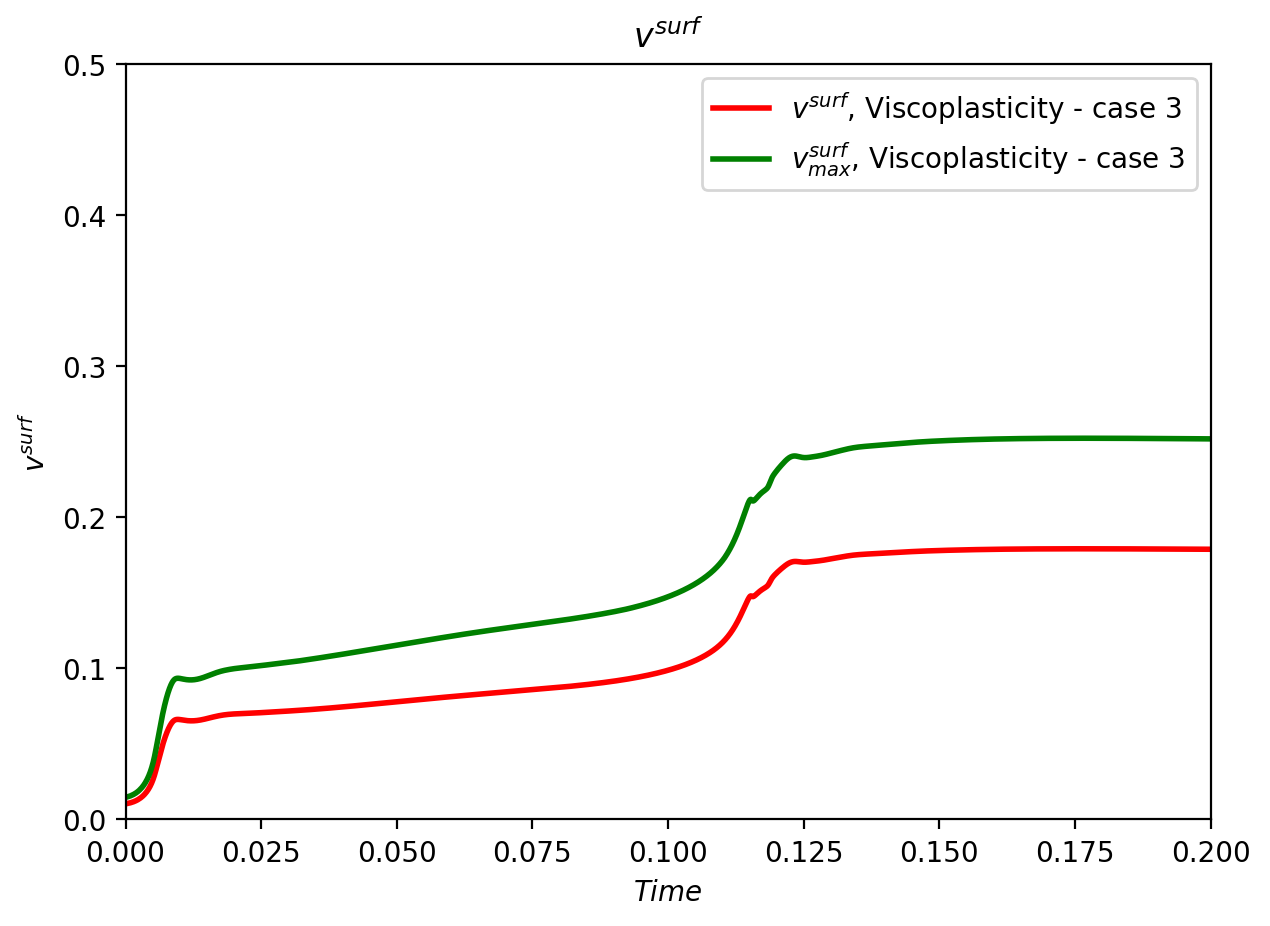 v^surf
0.5
v^surf, Viscoplasticity - case 3
v_max^surf, Viscoplasticity - case 3
0.4
0.3
v^surf
0.2
0.1
0.0
0.000 0.025 0.050 0.075 0.100 0.125 0.150 0.175 0.200
Time